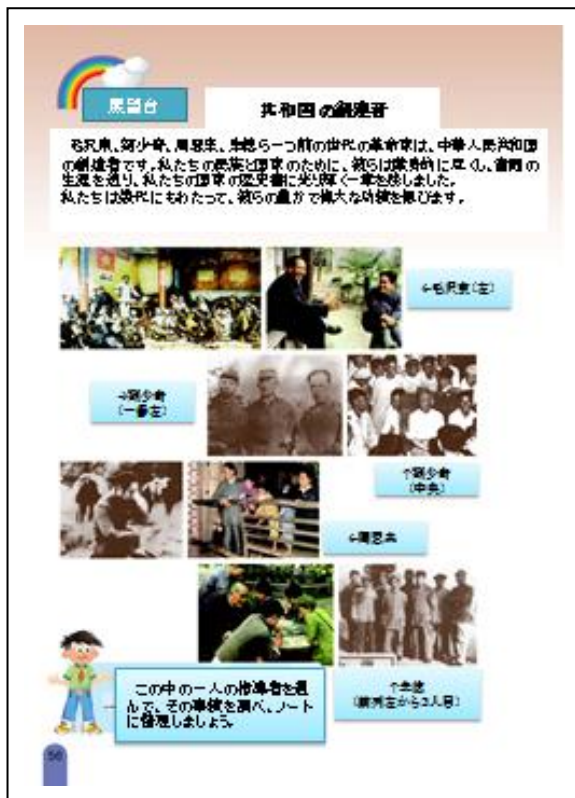 展望台
共和国の創建者
毛沢東、劉少奇、周恩来、朱徳ら一つ前の世代の革命家は、中華人民共和国
の創建者です。私たちの民族と国家のために、彼らは献身的に尽くし、奮闘の
生涯を送り、私たちの国家の歴史書に光り輝く一章を残しました。
私たちは幾代にもわたって、彼らの豊かで偉大な功績を偲びます。
←毛沢東(左)
→劉少奇
(一番左)
↑劉少奇
(中央)
←周恩来
↑朱徳
(前列左から2人目)
この中の一人の指導者を選
んで、その事績を調べ、ノート
に整理しましょう。
56